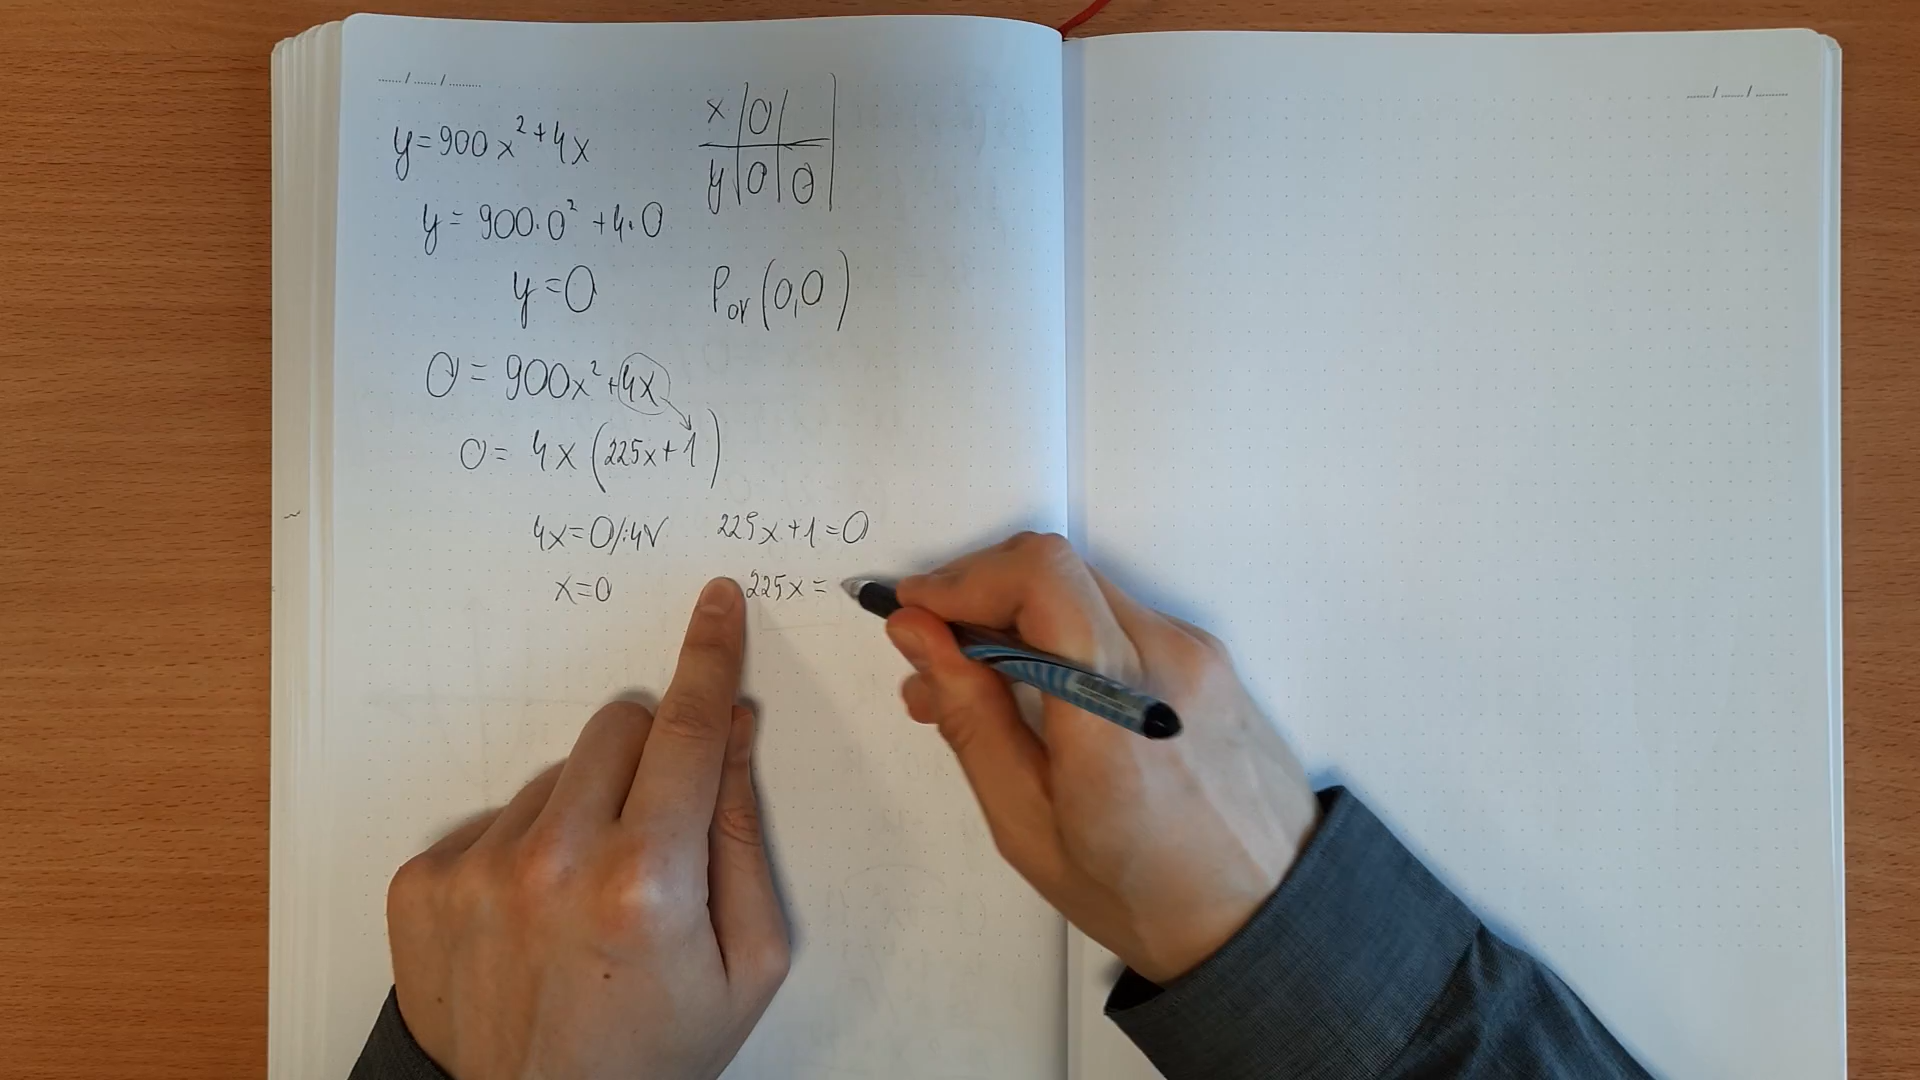 y=900x²+4x
x | 0 |
y | 0 | 0
y=900·0²+4·0
y=0
Por(0,0)
0=900x²+4x
0=4x(225x+1)
4x=0/:4 V 225x+1=0
x=0 225x=